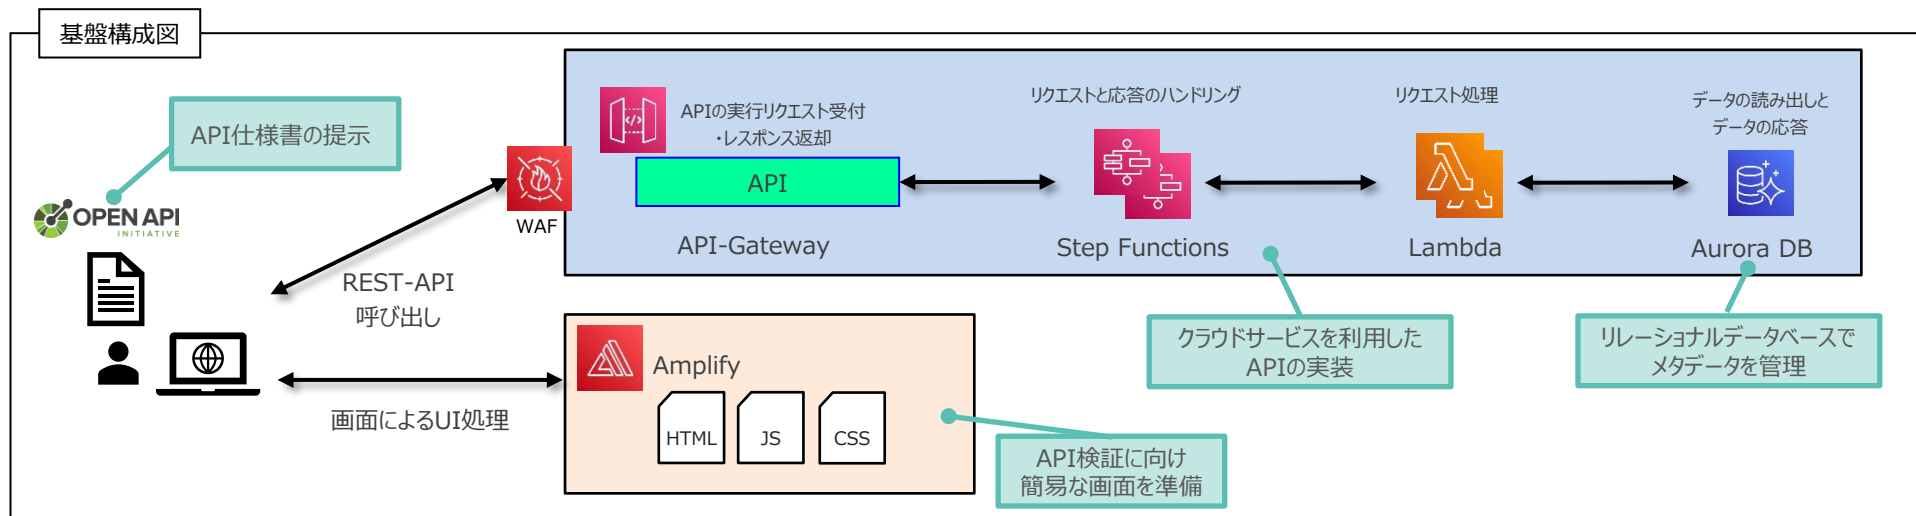 基盤構成図
API仕様書の提示
OPEN API
INITIATIVE
REST-API
呼び出し
画面によるUI処理
WAF
APIの実行リクエスト受付
・レスポンス返却
API
API-Gateway
リクエストと応答のハンドリング
Step Functions
リクエスト処理
Lambda
データの読み出しと
データの応答
Aurora DB
クラウドサービスを利用した
APIの実装
リレーショナルデータベースで
メタデータを管理
Amplify
HTML
JS
CSS
API検証に向け
簡易な画面を準備